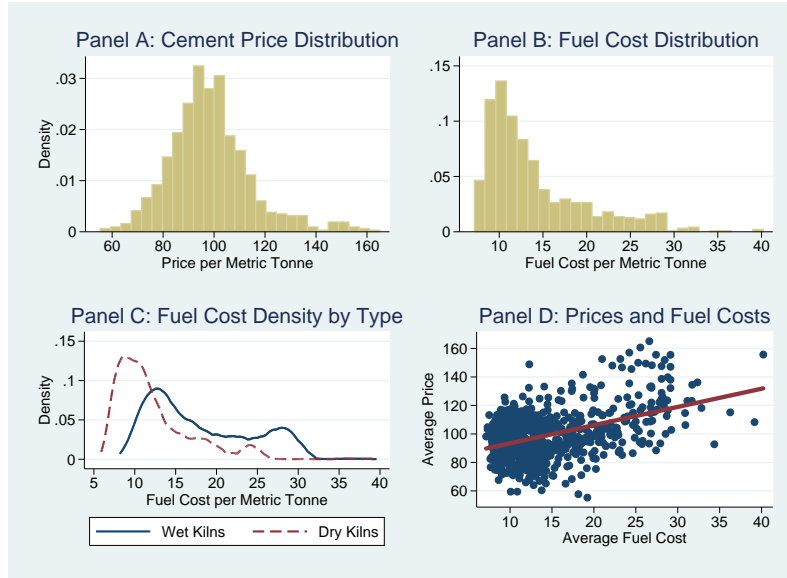 Panel A: Cement Price Distribution
Density
.03
.02
.01
0
60 80 100 120 140 160
Price per Metric Tonne
Panel B: Fuel Cost Distribution
.15
.1
.05
0
10 15 20 25 30 35 40
Fuel Cost per Metric Tonne
Panel C: Fuel Cost Density by Type
Density
.15
.1
.05
0
5 10 15 20 25 30 35 40
Fuel Cost per Metric Tonne
Wet Kilns Dry Kilns
Panel D: Prices and Fuel Costs
Average Price
160
140
120
100
80
60
10 15 20 25 30 35 40
Average Fuel Cost